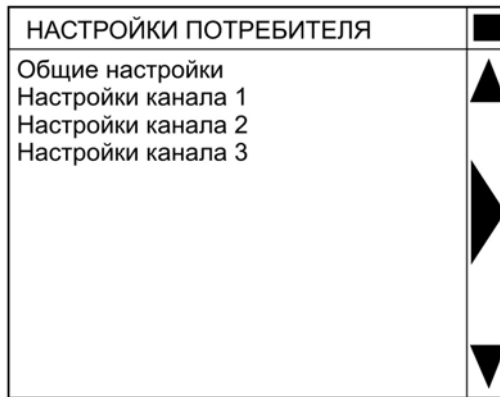 НАСТРОЙКИ ПОТРЕБИТЕЛЯ
Общие настройки
Настройки канала 1
Настройки канала 2
Настройки канала 3